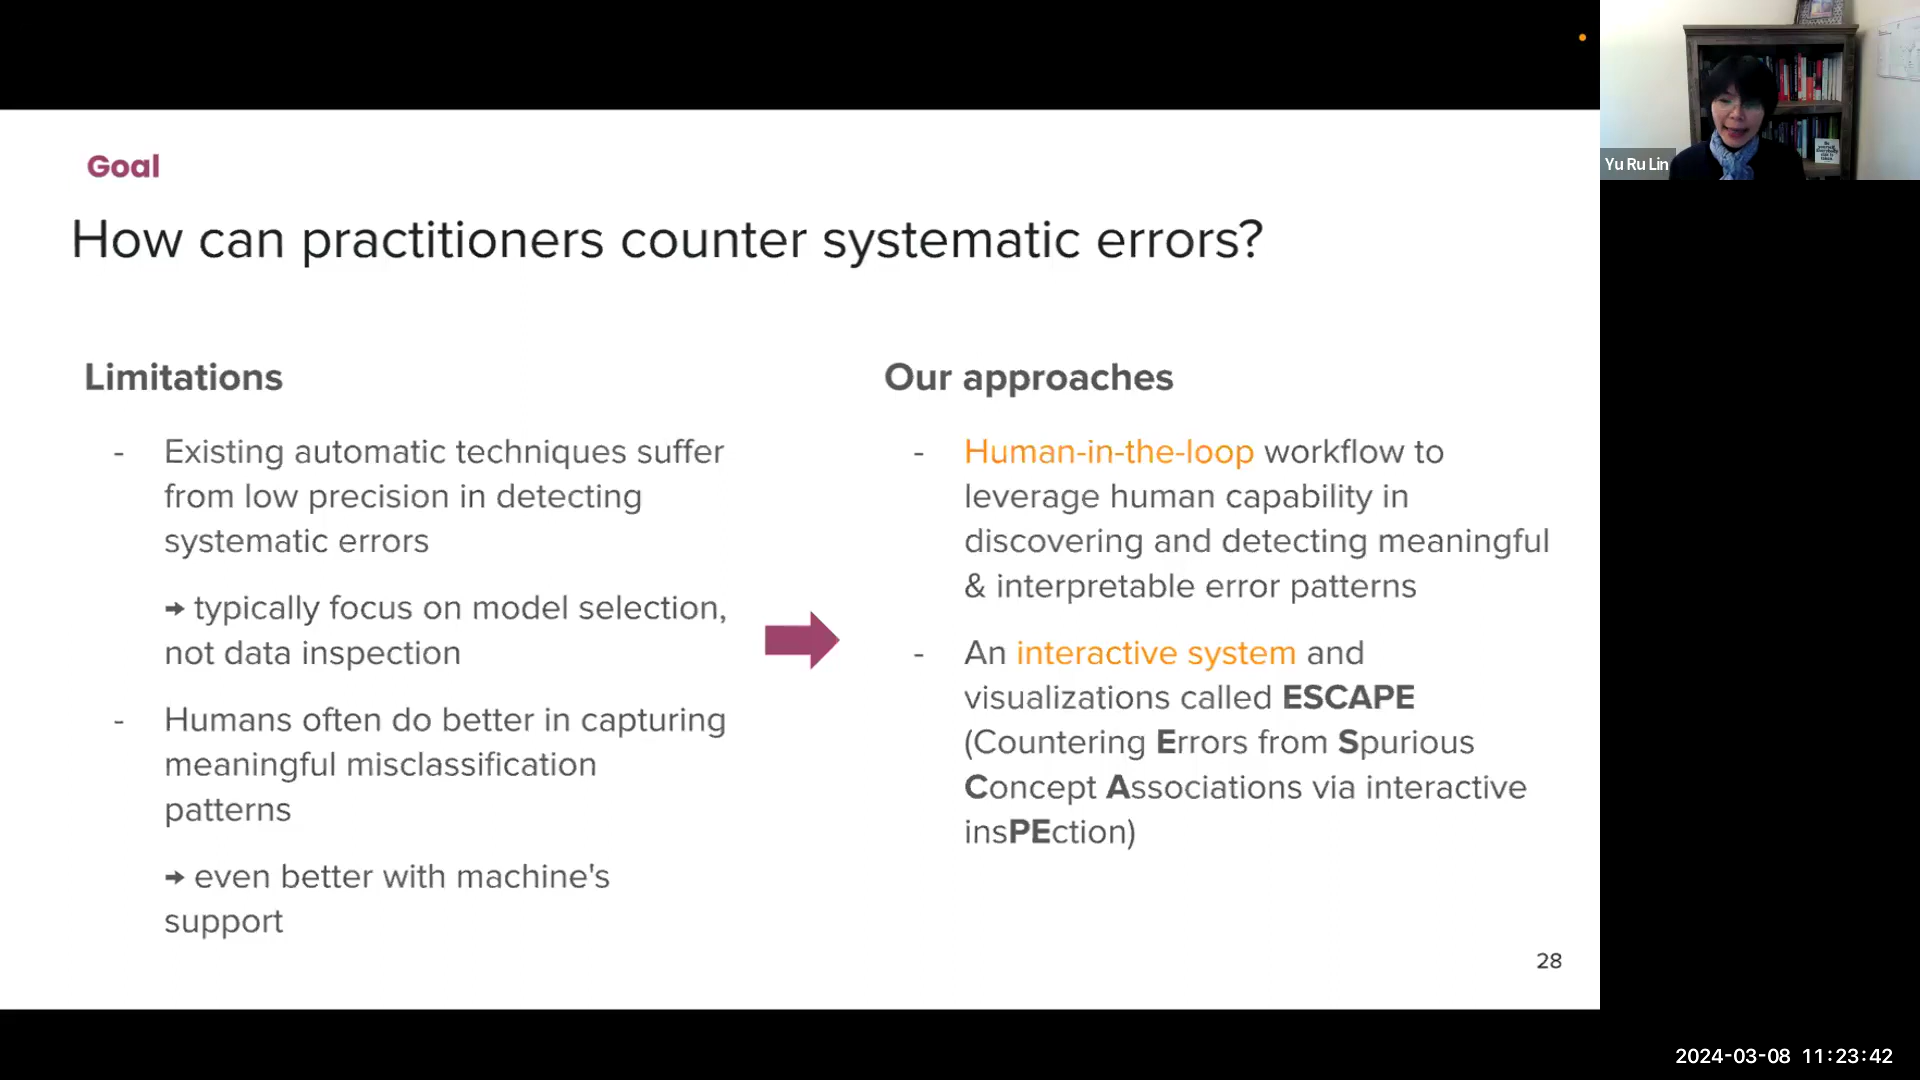 Goal
How can practitioners counter systematic errors?
Limitations
- Existing automatic techniques suffer
from low precision in detecting
systematic errors
→ typically focus on model selection,
not data inspection
- Humans often do better in capturing
meaningful misclassification
patterns
→ even better with machine's
support
Our approaches
- Human-in-the-loop workflow to
leverage human capability in
discovering and detecting meaningful
& interpretable error patterns
- An interactive system and
visualizations called ESCAPE
(Countering Errors from Spurious
Concept Associations via interactive
insPEction)
28
Yu Ru Lin
2024-03-08 11:23:42